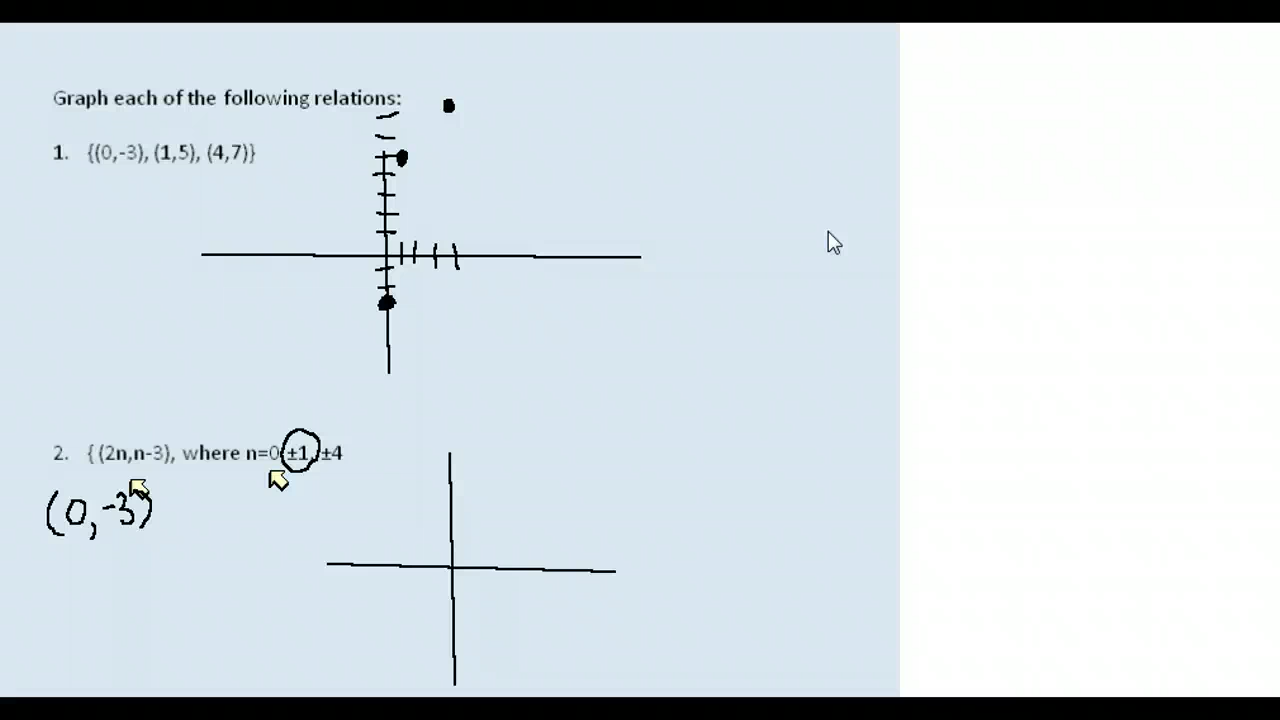 Graph each of the following relations:
1. {(0,-3), (1,5), (4,7)}
2. { (2n,n-3), where n=0,±1, ±4
(0,-3)